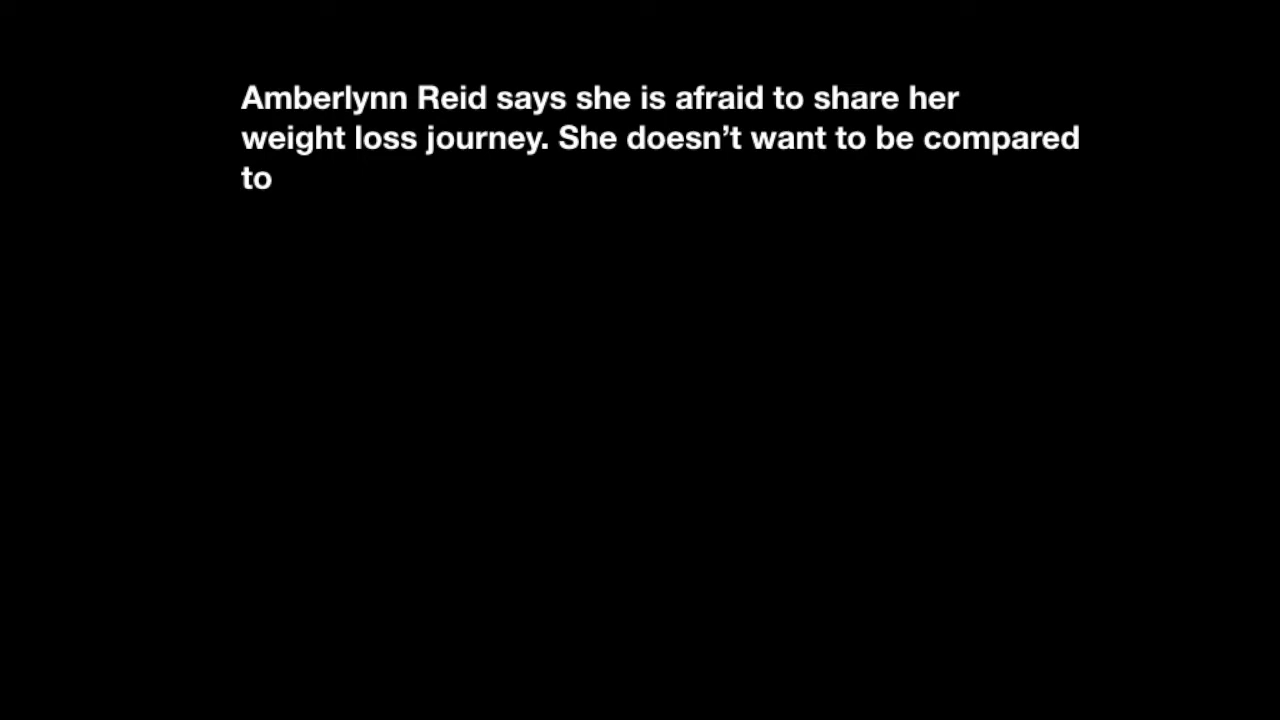 Amberlynn Reid says she is afraid to share her
weight loss journey. She doesn’t want to be compared
to